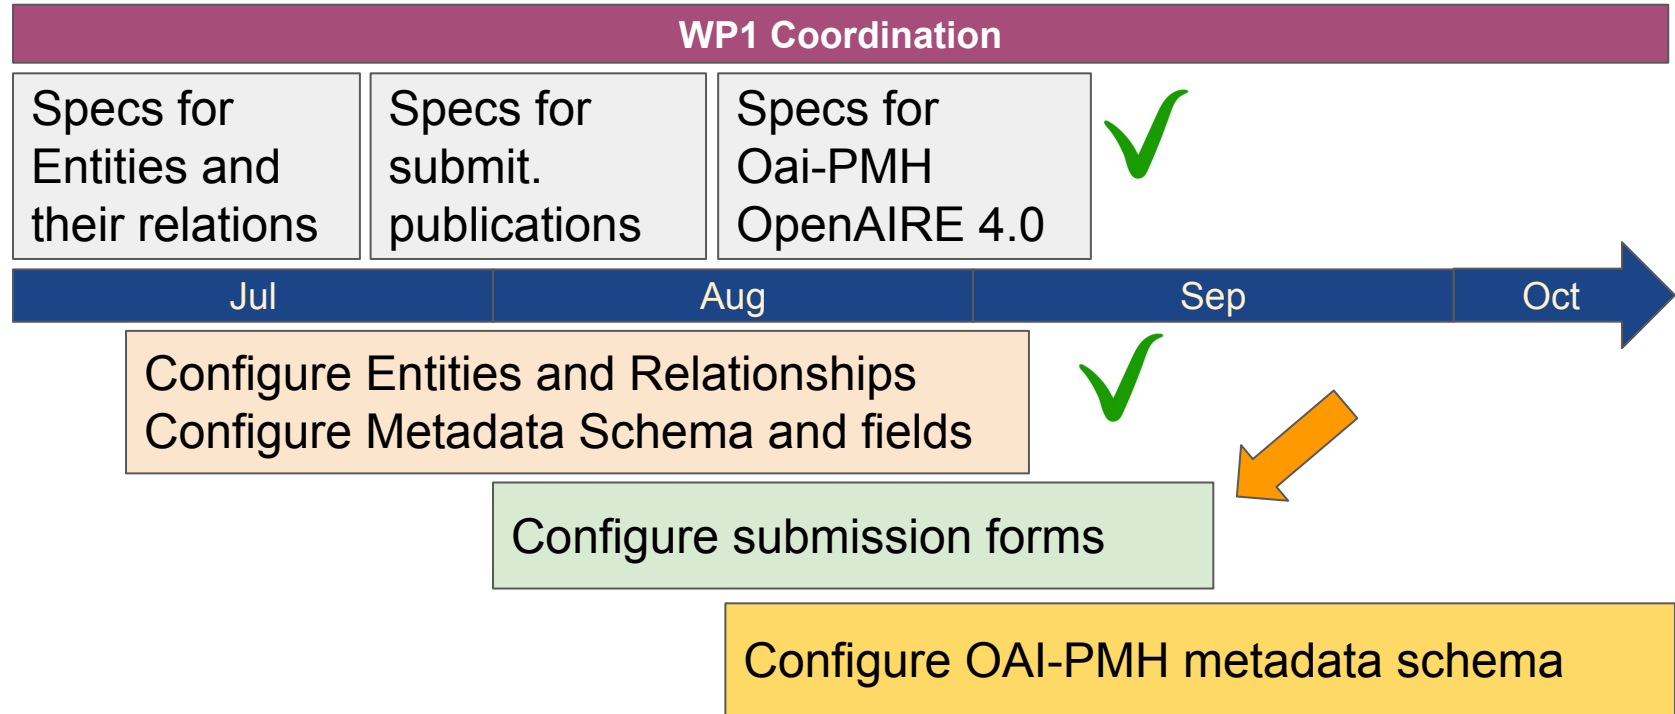 WP1 Coordination
Specs for
Entities and
their relations
Specs for
submit.
publications
Specs for
Oai-PMH
OpenAIRE 4.0
Jul
Aug
Sep
Oct
Configure Entities and Relationships
Configure Metadata Schema and fields
Configure submission forms
Configure OAI-PMH metadata schema